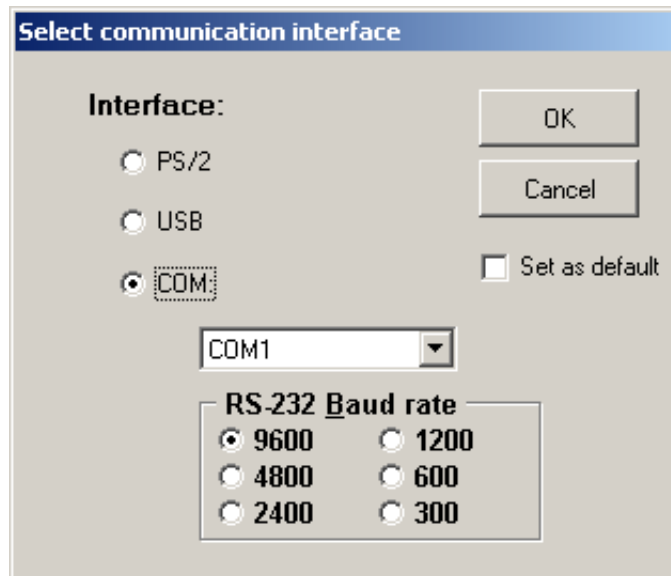 Select communication interface
Interface:
OK
PS/2
Cancel
USB
Set as default
COM:
COM1
RS-232 Baud rate
9600 1200
4800 600
2400 300